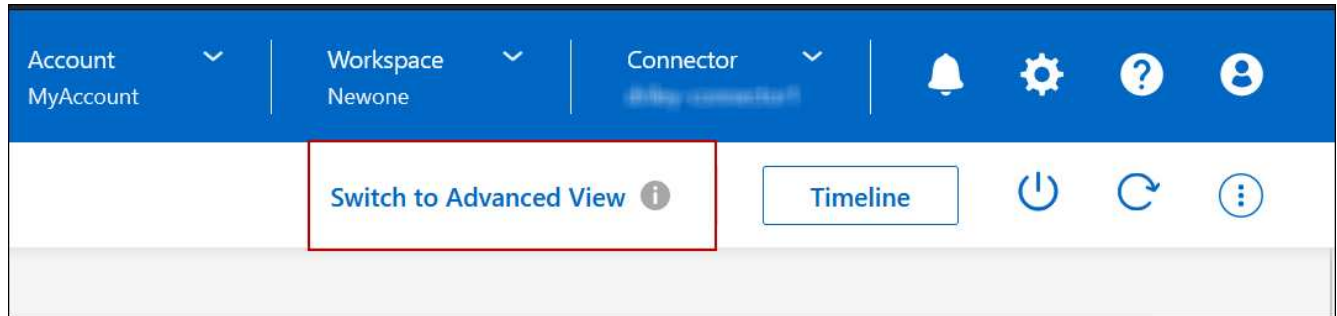 Account
MyAccount
Workspace
Newone
Connector
Switch to Advanced View
Timeline